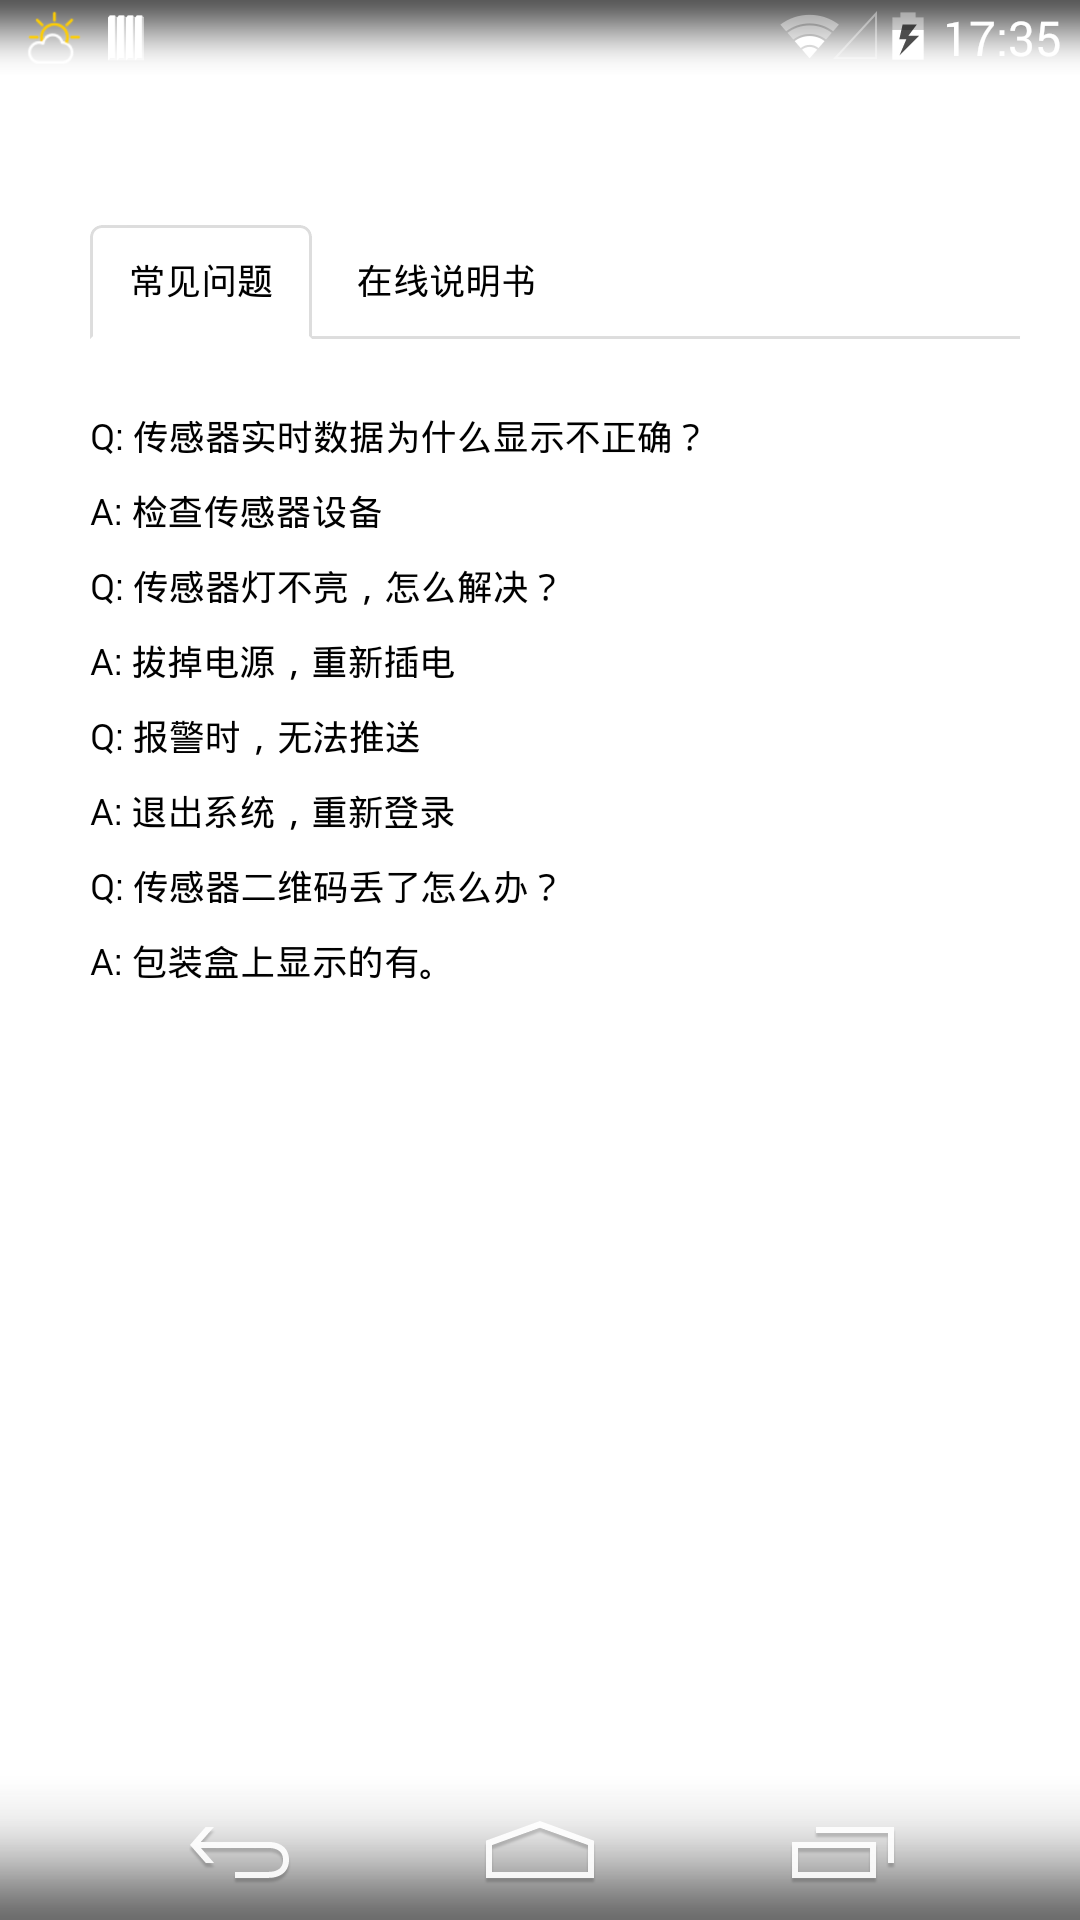 17:35
常见问题
在线说明书
Q: 传感器实时数据为什么显示不正确？
A: 检查传感器设备
Q: 传感器灯不亮，怎么解决？
A: 拔掉电源，重新插电
Q: 报警时，无法推送
A: 退出系统，重新登录
Q: 传感器二维码丢了怎么办？
A: 包装盒上显示的有。